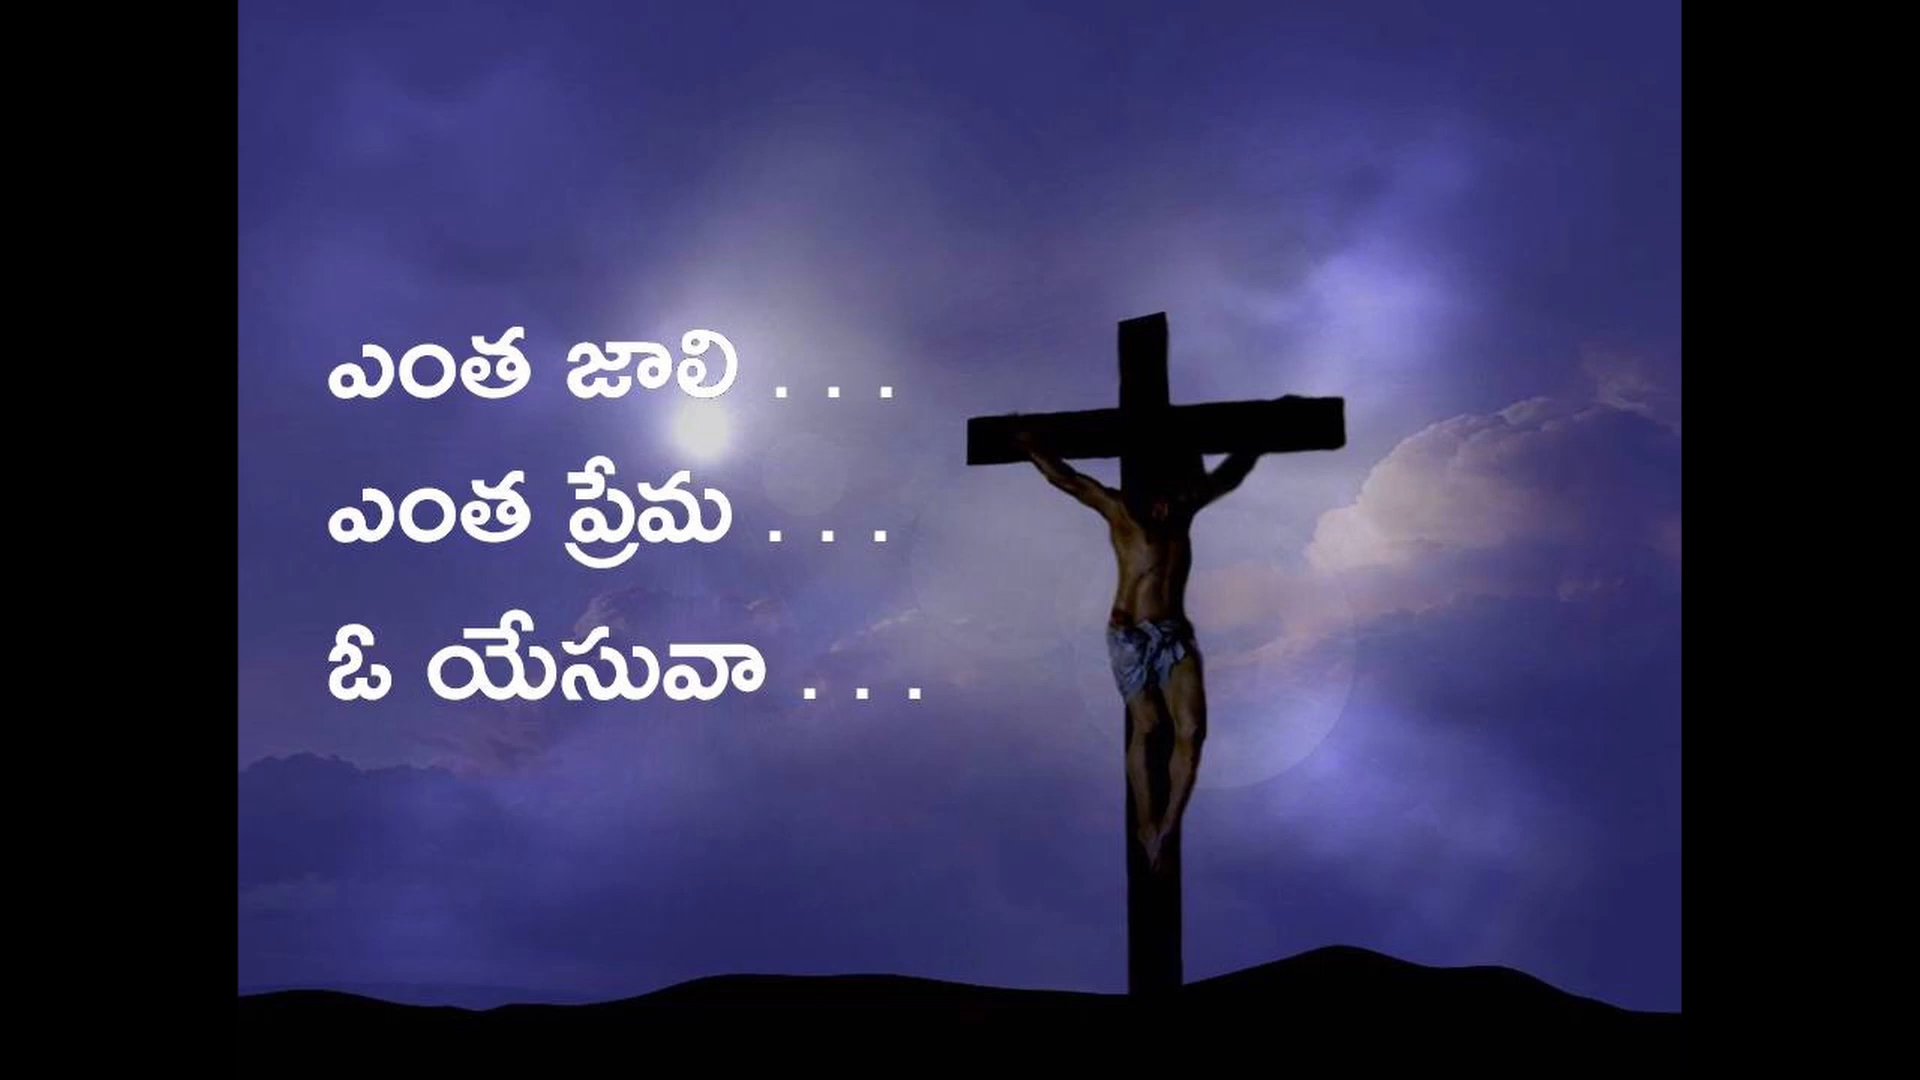 ఎంత జాలి . . .
ఎంత ప్రేమ . . .
ఓ యేసువా . . .